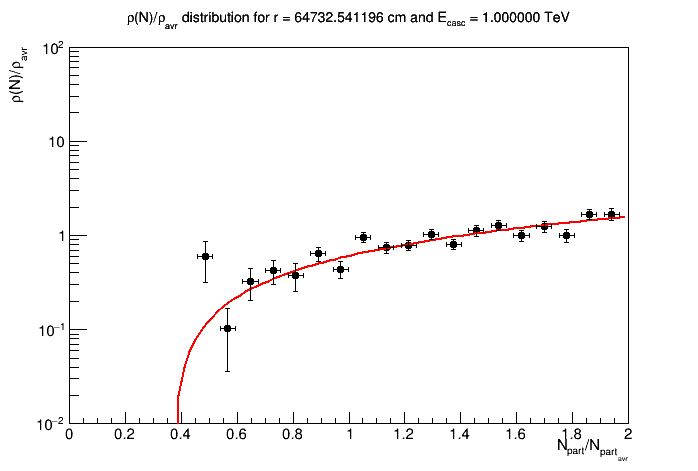 ρ(N)/ρ_avr distribution for r = 64732.541196 cm and E_casc = 1.000000 TeV
ρ(N)/ρ_avr
10²
10
1
10⁻¹
10⁻²
0 0.2 0.4 0.6 0.8 1 1.2 1.4 1.6 1.8 2
N_part/N_part_avr